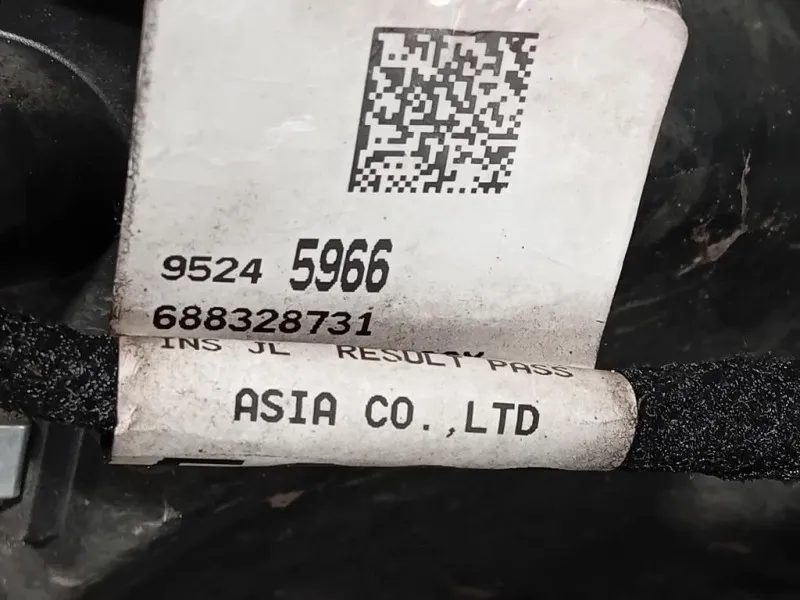 9524 5966
688328731
INS JL RESULT PASS
ASIA CO.,LTD